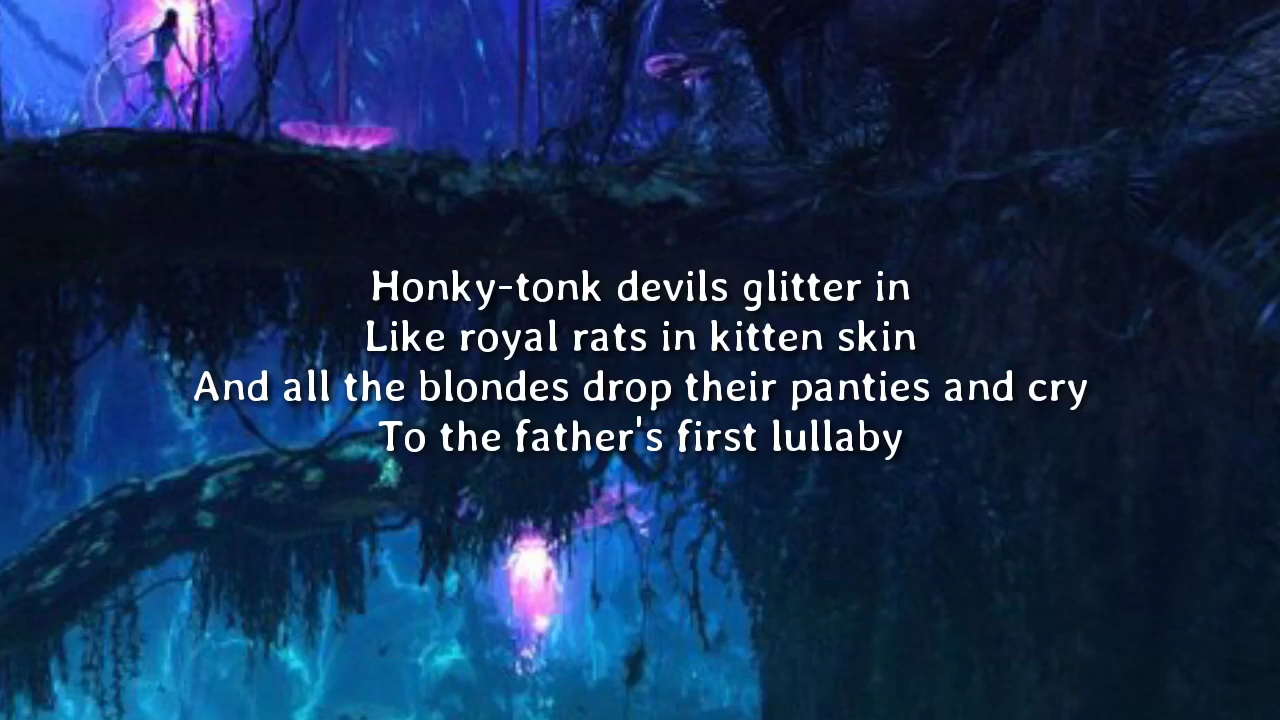 Honky-tonk devils glitter in
Like royal rats in kitten skin
And all the blondes drop their panties and cry
To the father's first lullaby